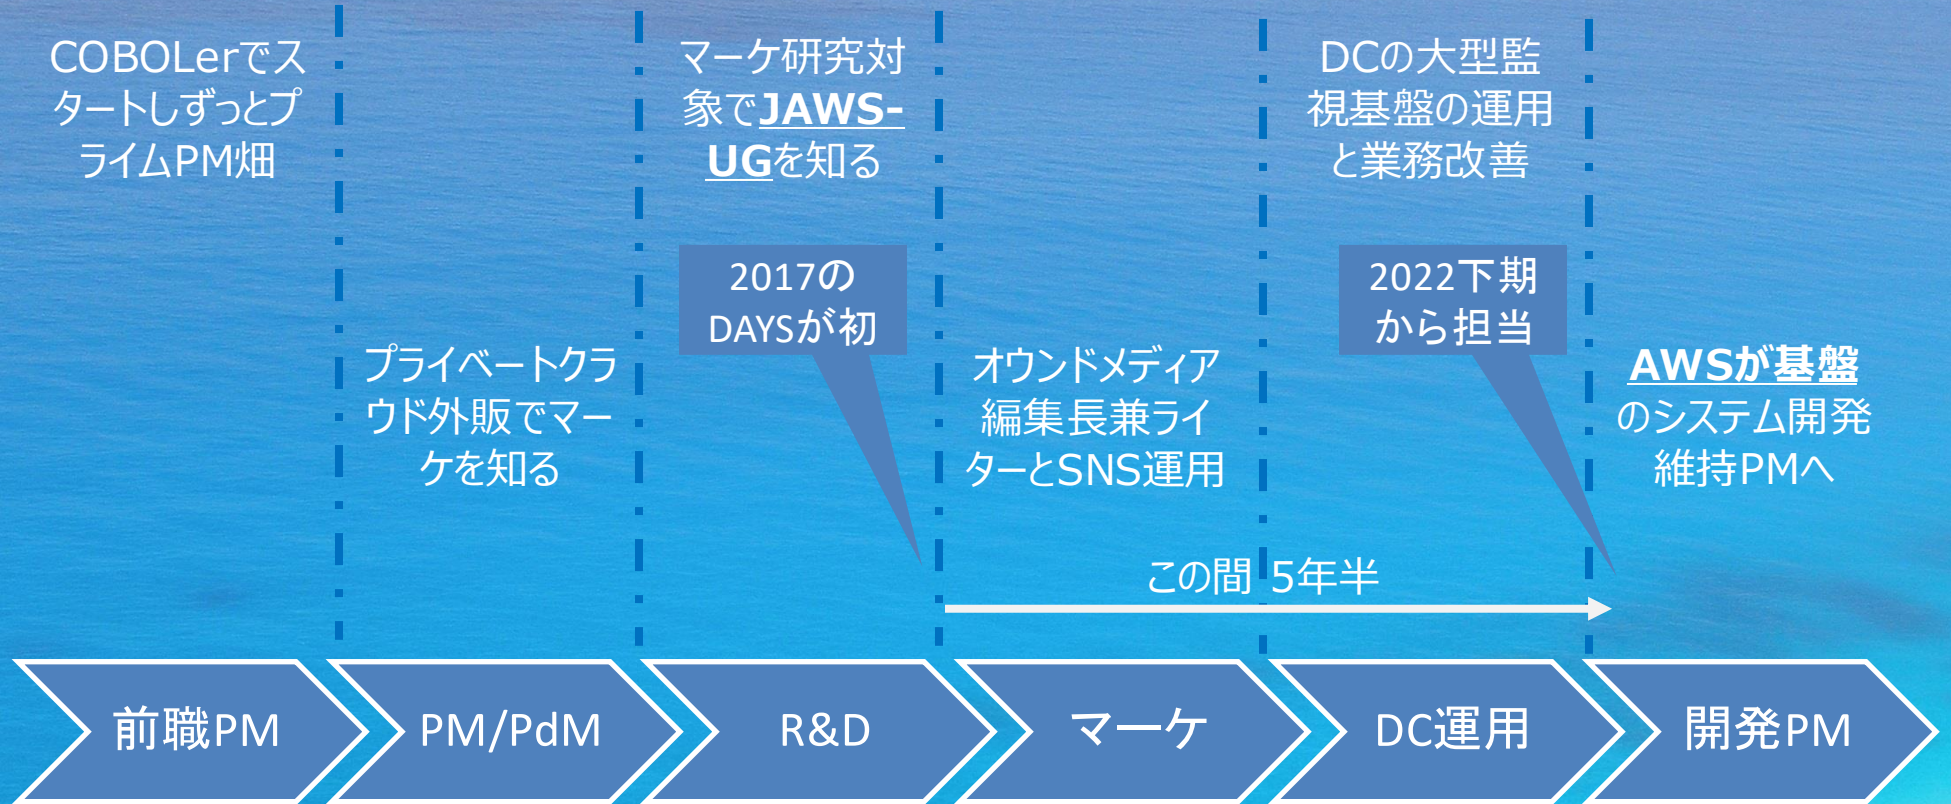 COBOLerでス
タートしずっとプ
ライムPM畑
プライベートクラ
ウド外販でマー
ケを知る
マーケ研究対
象でJAWS-
UGを知る
2017の
DAYSが初
オウンドメディア
編集長兼ライ
ターとSNS運用
DCの大型監
視基盤の運用
と業務改善
2022下期
から担当
AWSが基盤
のシステム開発
維持PMへ
この間 5年半
前職PM
PM/PdM
R&D
マーケ
DC運用
開発PM